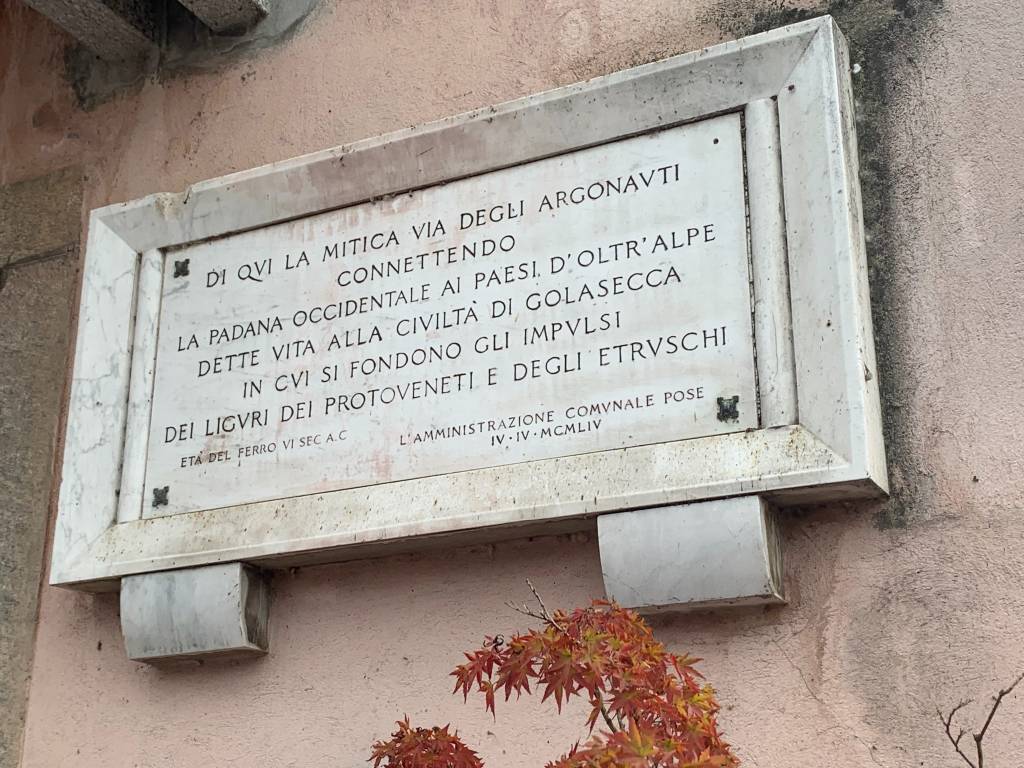 DI QVI LA MITICA VIA DEGLI ARGONAVTI
CONNETTENDO
LA PADANA OCCIDENTALE AI PAESI D'OLTR'ALPE
DETTE VITA ALLA CIVILTÀ DI GOLASECCA
IN CVI SI FONDONO GLI IMPVLSI
DEI LIGVRI DEI PROTOVENETI E DEGLI ETRVSCHI
ETÀ DEL FERRO VI SEC A.C
L'AMMINISTRAZIONE COMVNALE POSE
IV·IV·MCMLIV